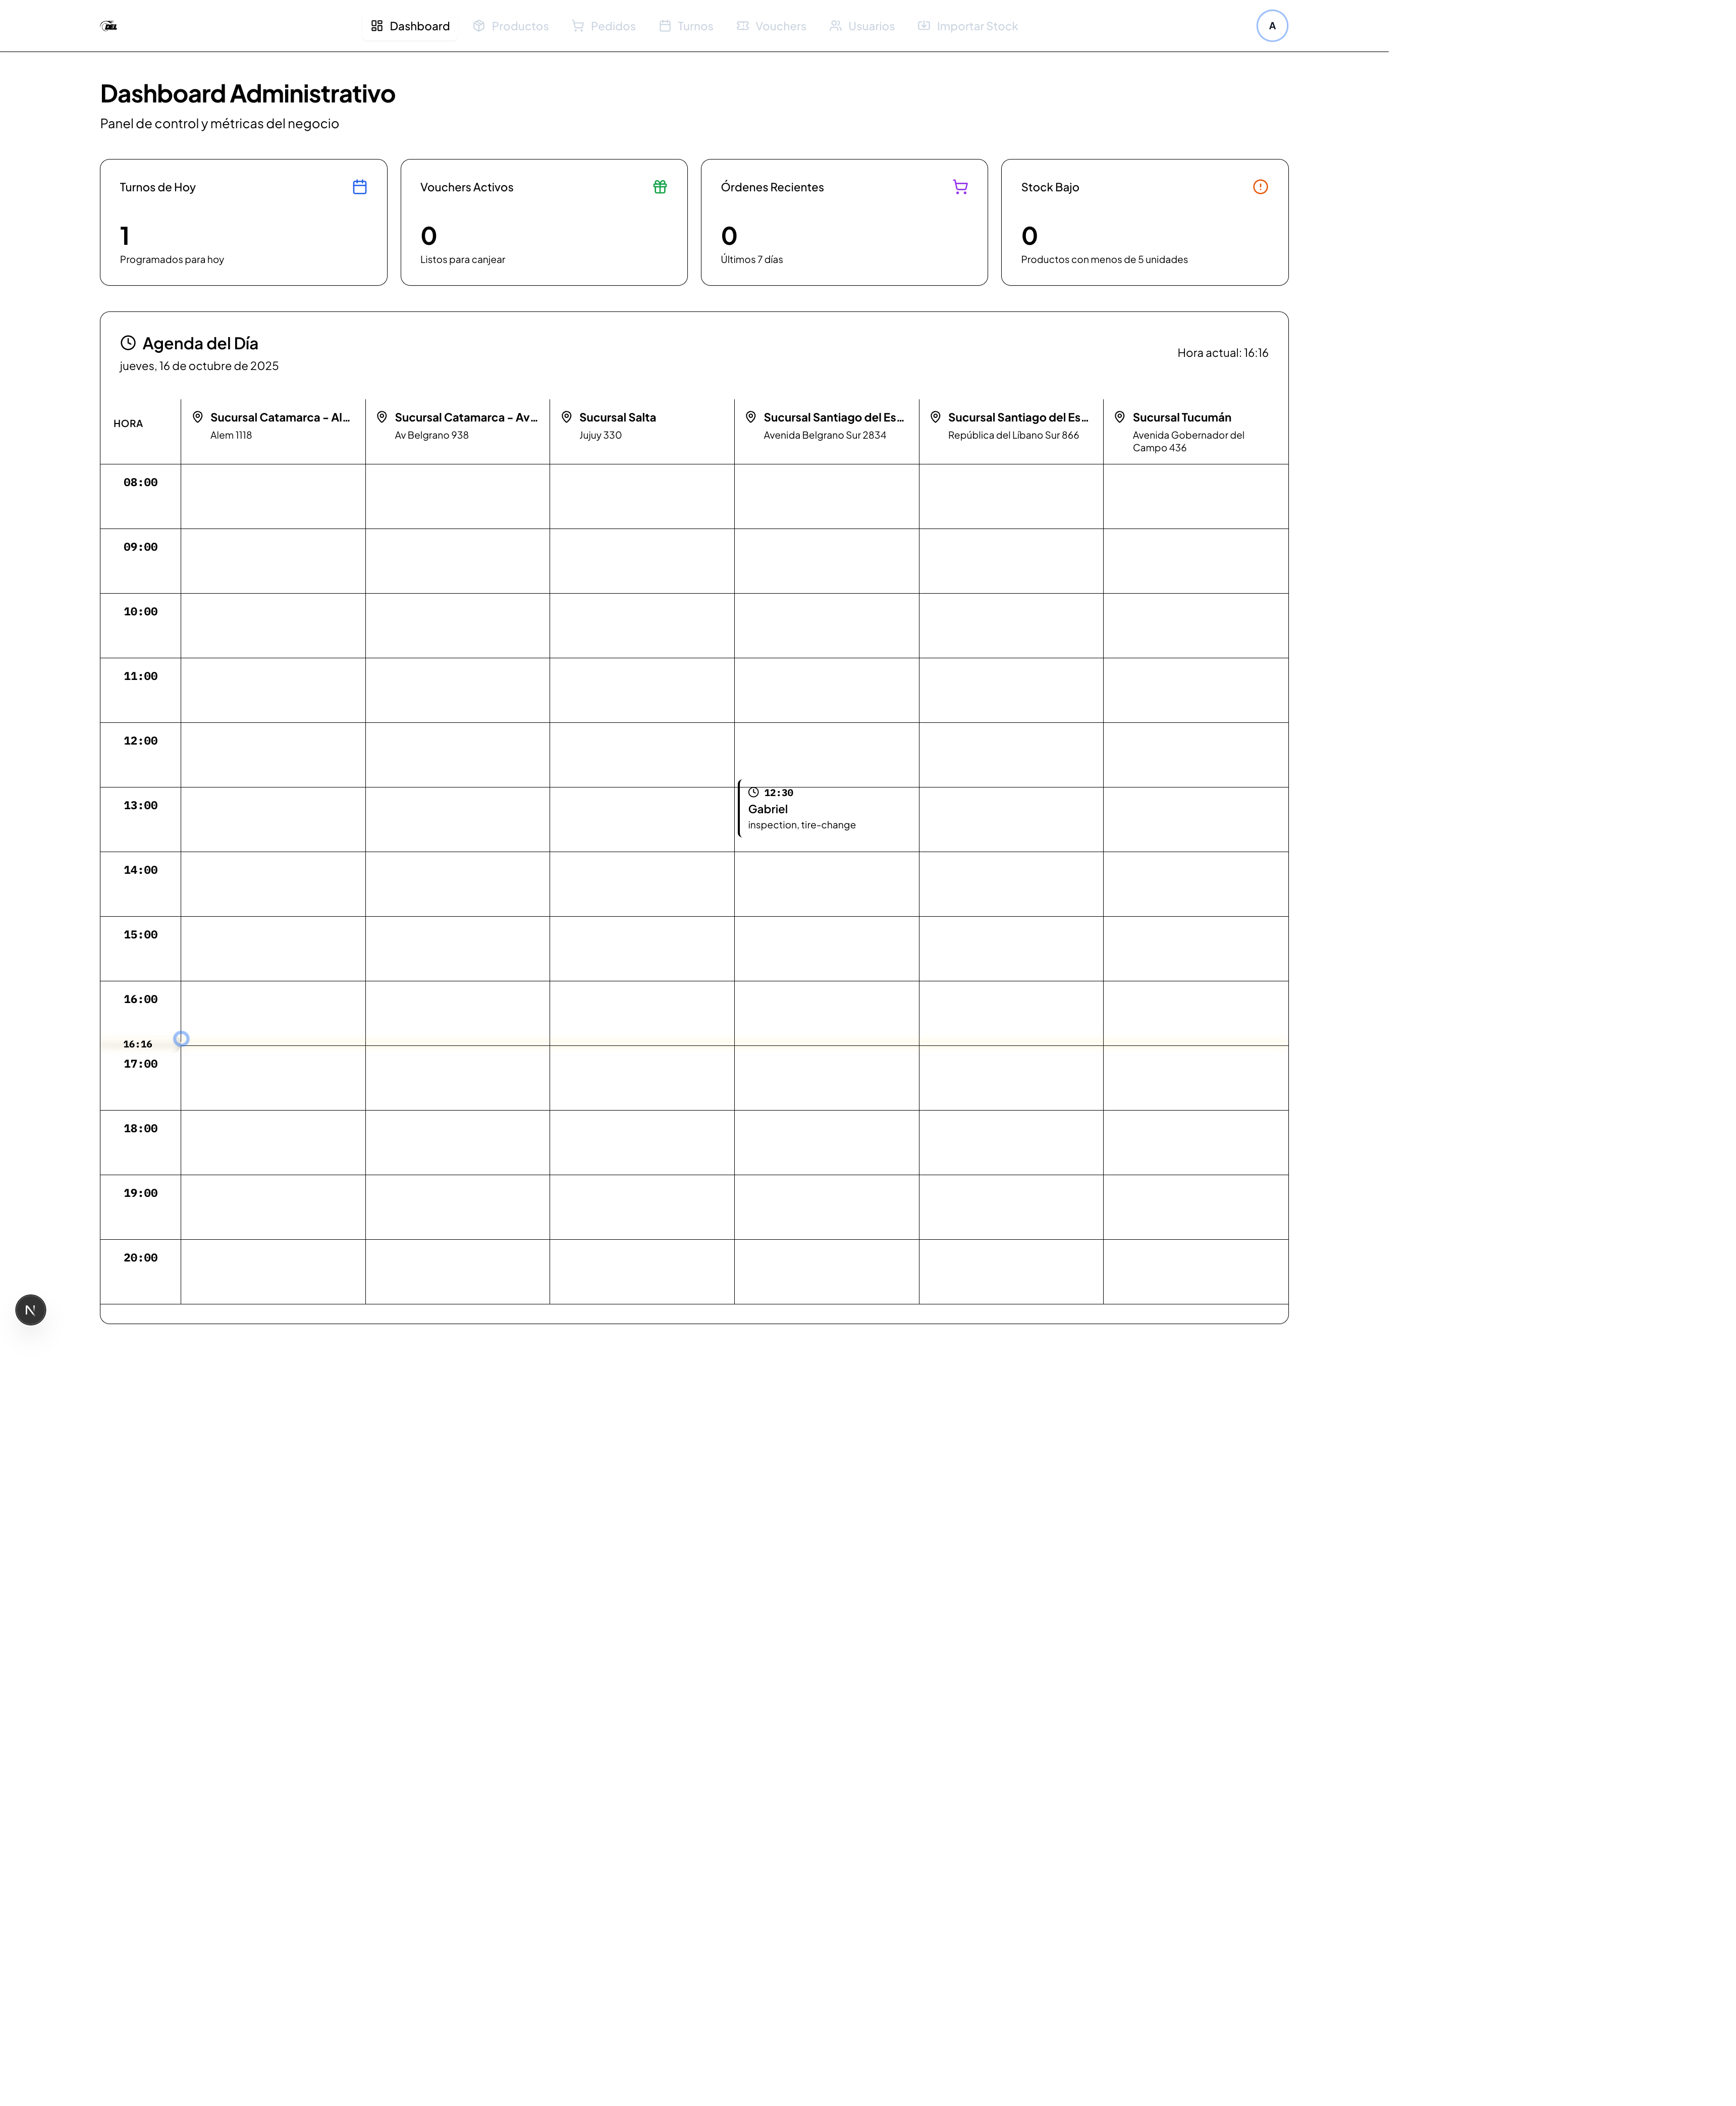 DEL
Dashboard Productos Pedidos Turnos Vouchers Usuarios Importar Stock
A
Dashboard Administrativo
Panel de control y métricas del negocio
Turnos de Hoy
1
Programados para hoy
Vouchers Activos
0
Listos para canjear
Órdenes Recientes
0
Últimos 7 días
Stock Bajo
0
Productos con menos de 5 unidades
Agenda del Día
jueves, 16 de octubre de 2025
Hora actual: 16:16
HORA
Sucursal Catamarca - Al...
Alem 1118
Sucursal Catamarca - Av...
Av Belgrano 938
Sucursal Salta
Jujuy 330
Sucursal Santiago del Es...
Avenida Belgrano Sur 2834
Sucursal Santiago del Es...
República del Líbano Sur 866
Sucursal Tucumán
Avenida Gobernador del
Campo 436
08:00
09:00
10:00
11:00
12:00
12:30
Gabriel
inspection, tire-change
13:00
14:00
15:00
16:00
16:16
17:00
18:00
19:00
20:00
N